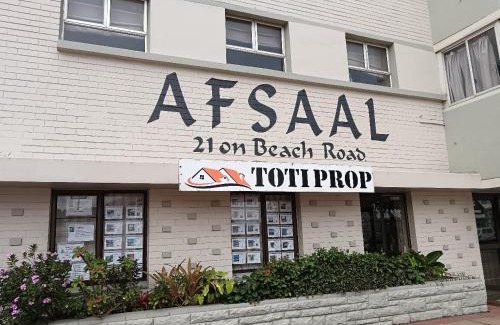 AFSAAL
21 on Beach Road
TOTI PROP